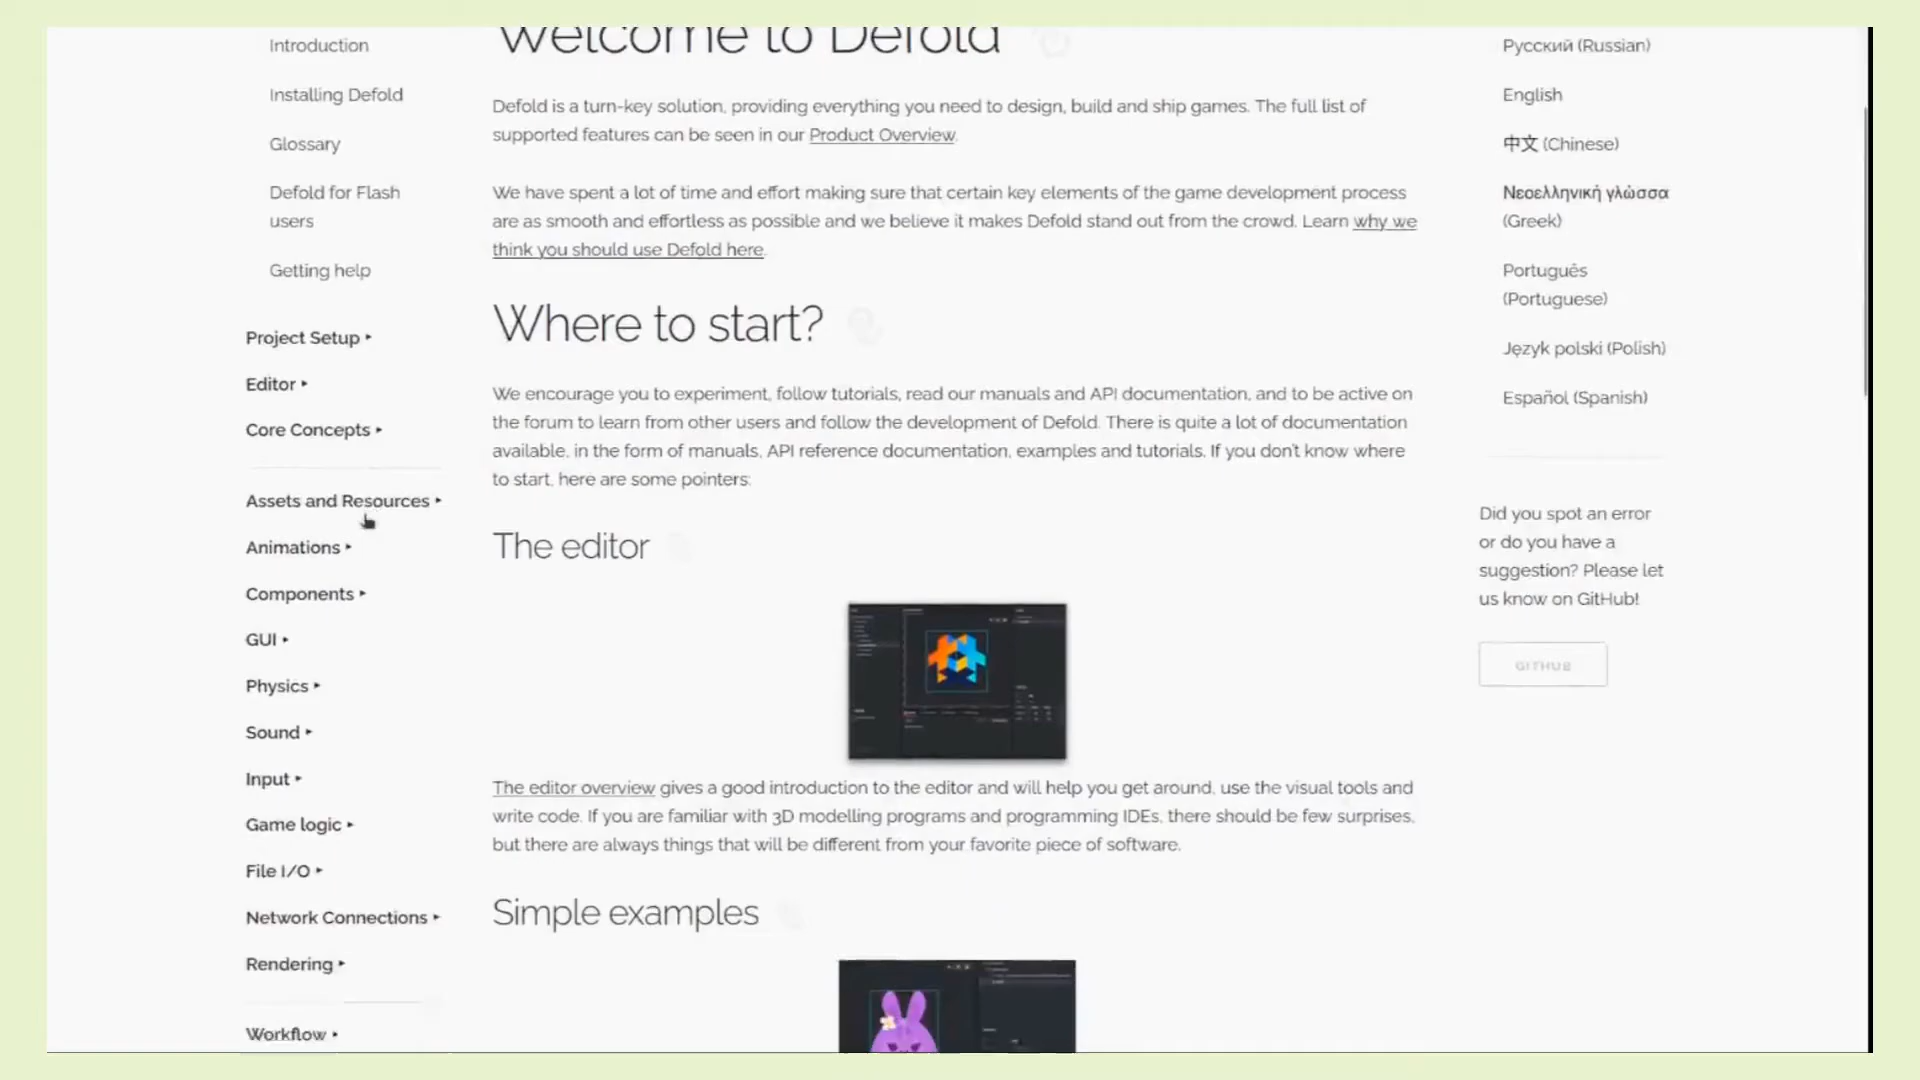 Introduction
Installing Defold
Glossary
Defold for Flash
users
Getting help
Project Setup ▸
Editor ▸
Core Concepts ▸
Assets and Resources ▸
Animations ▸
Components ▸
GUI ▸
Physics ▸
Sound ▸
Input ▸
Game logic ▸
File I/O ▸
Network Connections ▸
Rendering ▸
Workflow ▸
Welcome to Defold
Defold is a turn-key solution, providing everything you need to design, build and ship games. The full list of
supported features can be seen in our Product Overview.
We have spent a lot of time and effort making sure that certain key elements of the game development process
are as smooth and effortless as possible and we believe it makes Defold stand out from the crowd. Learn why we
think you should use Defold here.
Where to start?
We encourage you to experiment, follow tutorials, read our manuals and API documentation, and to be active on
the forum to learn from other users and follow the development of Defold. There is quite a lot of documentation
available, in the form of manuals, API reference documentation, examples and tutorials. If you don't know where
to start, here are some pointers:
The editor
The editor overview gives a good introduction to the editor and will help you get around, use the visual tools and
write code. If you are familiar with 3D modelling programs and programming IDEs, there should be few surprises,
but there are always things that will be different from your favorite piece of software.
Simple examples
Русский (Russian)
English
中文 (Chinese)
Νεοελληνική γλώσσα
(Greek)
Português
(Portuguese)
Język polski (Polish)
Español (Spanish)
Did you spot an error
or do you have a
suggestion? Please let
us know on GitHub!
GITHUB